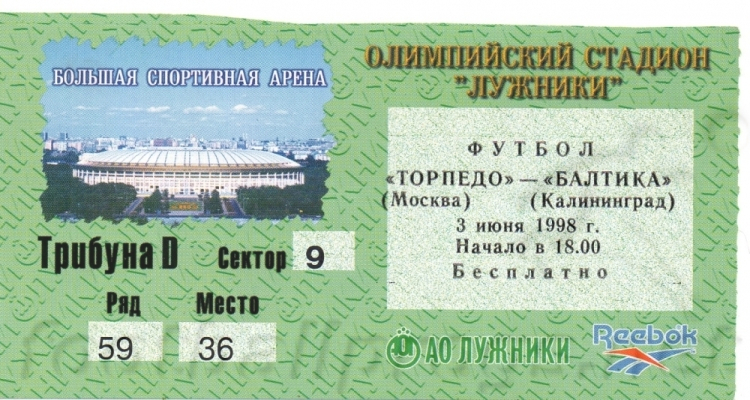 БОЛЬШАЯ СПОРТИВНАЯ АРЕНА
Трибуна D Сектор 9
Ряд Место
59 36
ОЛИМПИЙСКИЙ СТАДИОН
"ЛУЖНИКИ"
ФУТБОЛ
«ТОРПЕДО» — «БАЛТИКА»
(Москва) (Калининград)
3 июня 1998 г.
Начало в 18.00
Бесплатно
АО ЛУЖНИКИ
Reebok